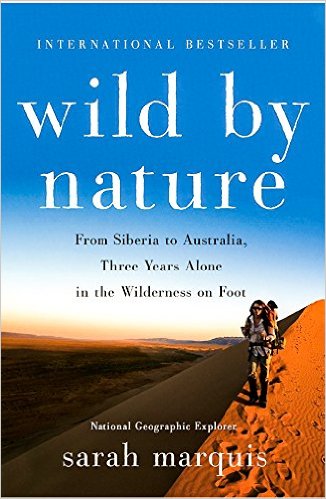 INTERNATIONAL BESTSELLER
wild by
nature
From Siberia to Australia,
Three Years Alone
in the Wilderness on Foot
National Geographic Explorer
sarah marquis